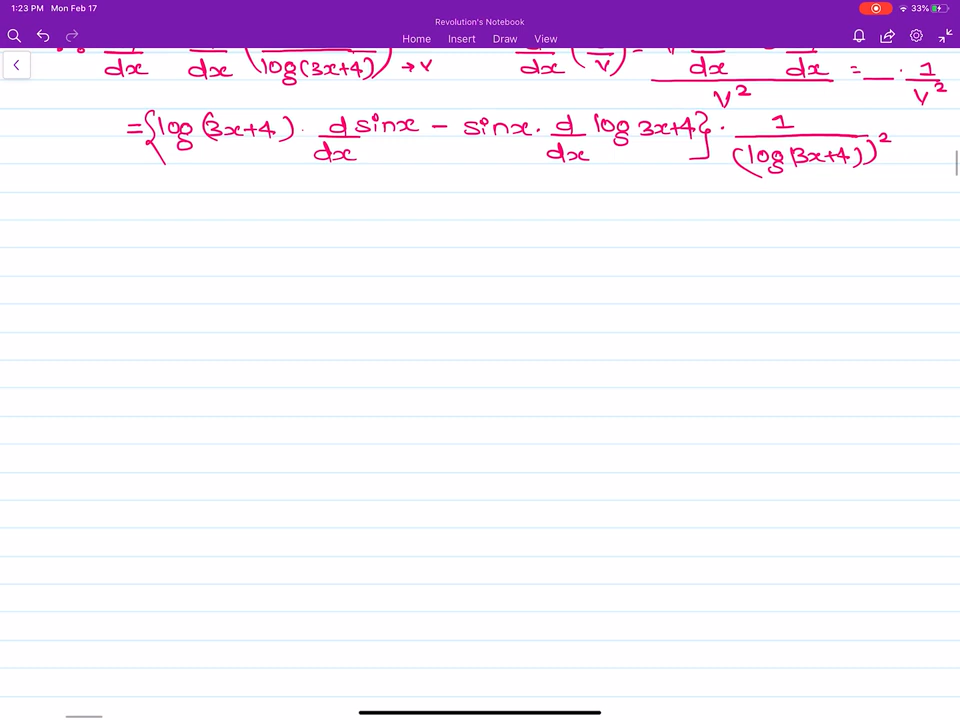 1:23 PM Mon Feb 17 33%
Revolution's Notebook
Home Insert Draw View
dx dx log(3x+4) → v dx (v) = dx dx = __ . 1/v²
v²
= {log (3x+4) . d/dx sinx – sinx . d/dx log 3x+4} . 1/(log(3x+4))²